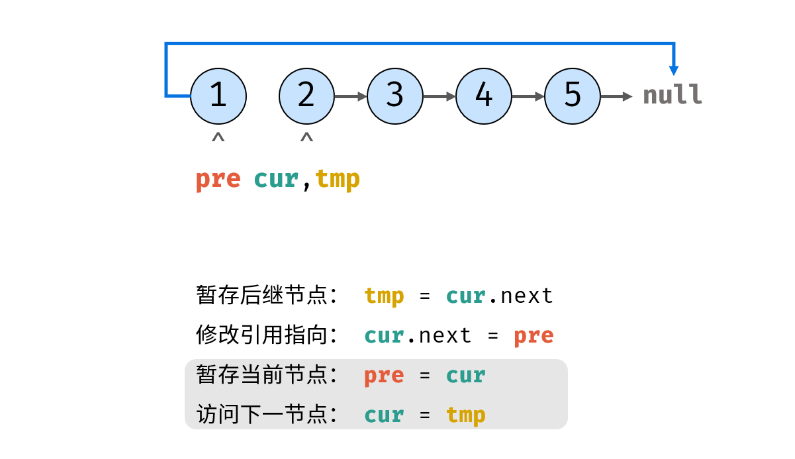 1 2 3 4 5 null
^ ^
pre cur,tmp
暂存后继节点： tmp = cur.next
修改引用指向： cur.next = pre
暂存当前节点： pre = cur
访问下一节点： cur = tmp